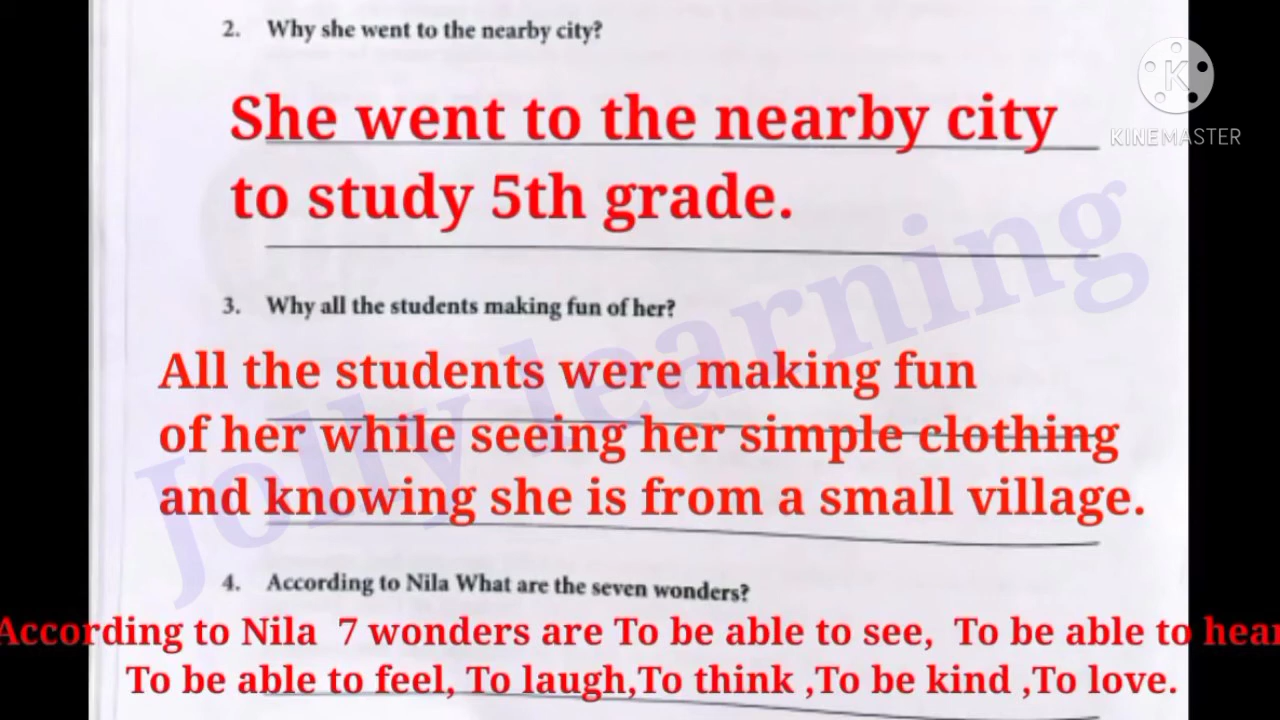 2. Why she went to the nearby city?
She went to the nearby city
to study 5th grade.
KINEMASTER
3. Why all the students making fun of her?
All the students were making fun
of her while seeing her simple clothing
and knowing she is from a small village.
Jolly learning
4. According to Nila What are the seven wonders?
According to Nila 7 wonders are To be able to see, To be able to hear
To be able to feel, To laugh,To think ,To be kind ,To love.